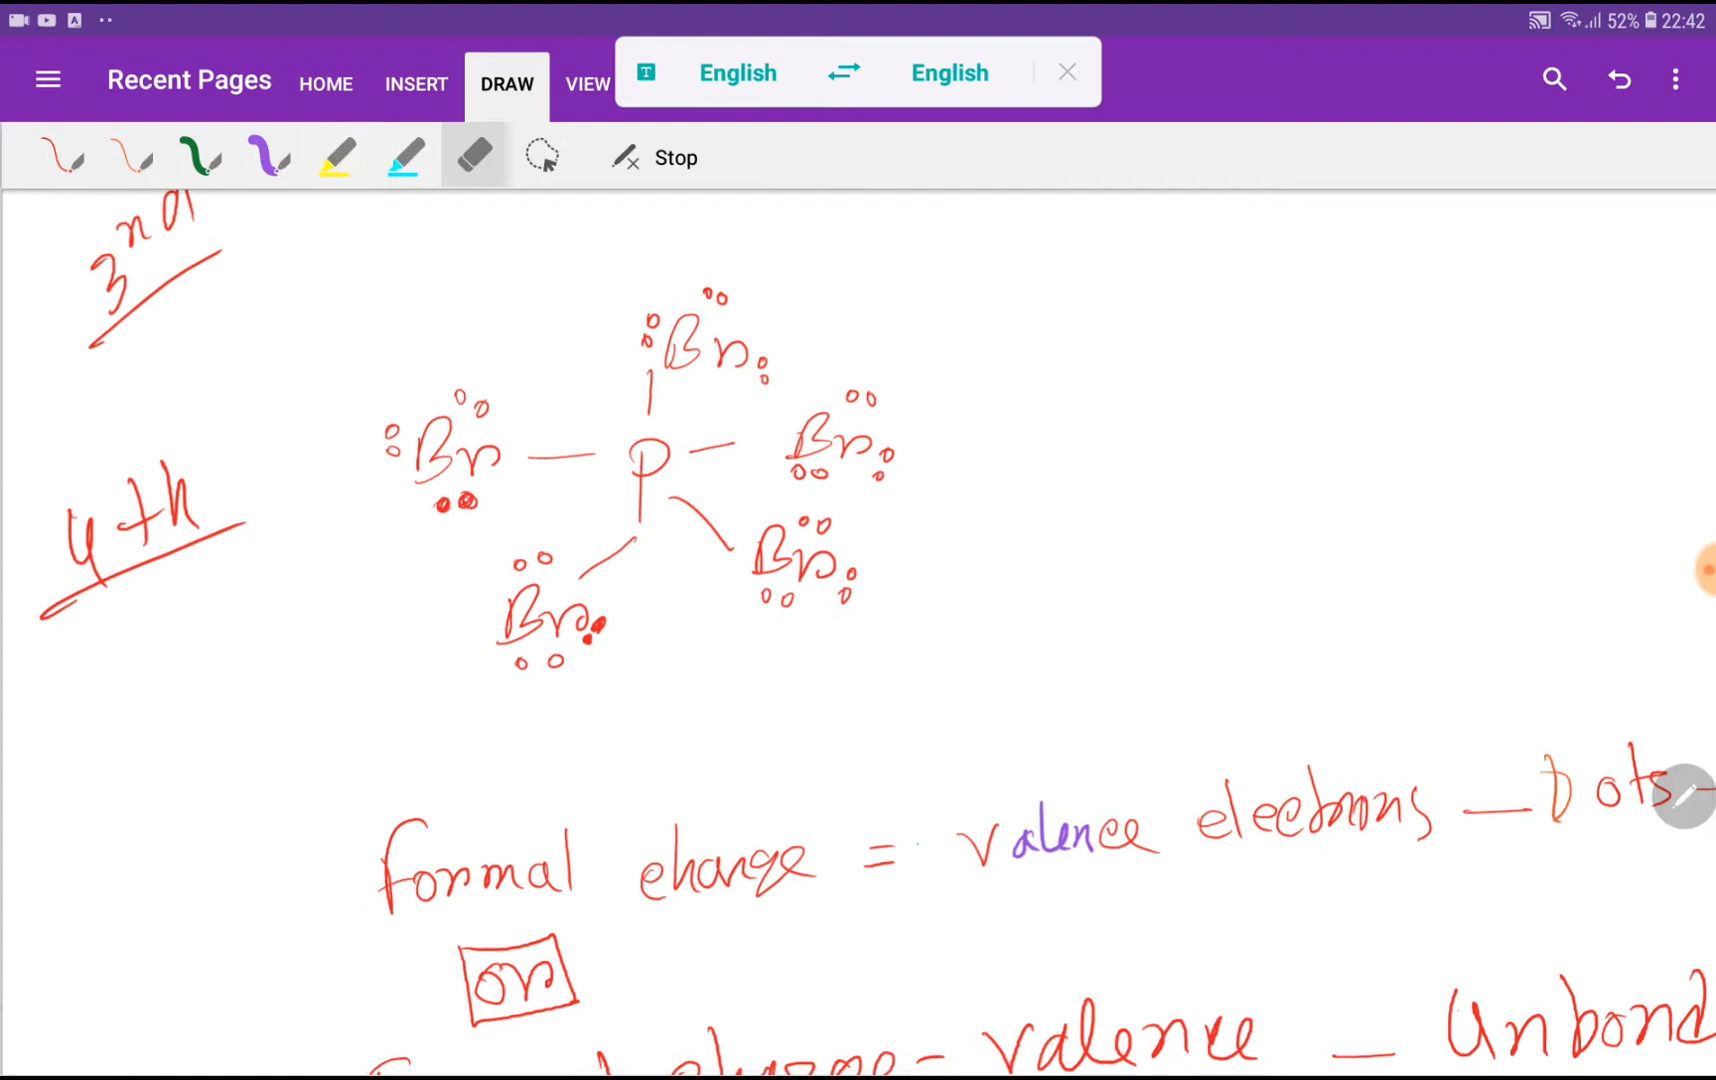 52% 22:42
Recent Pages HOME INSERT DRAW VIEW
English English
Stop
3rd
Br
Br P Br
4th
Br
Br
Formal charge = valence electrons — Dots -
or
charge = valence — Unbond